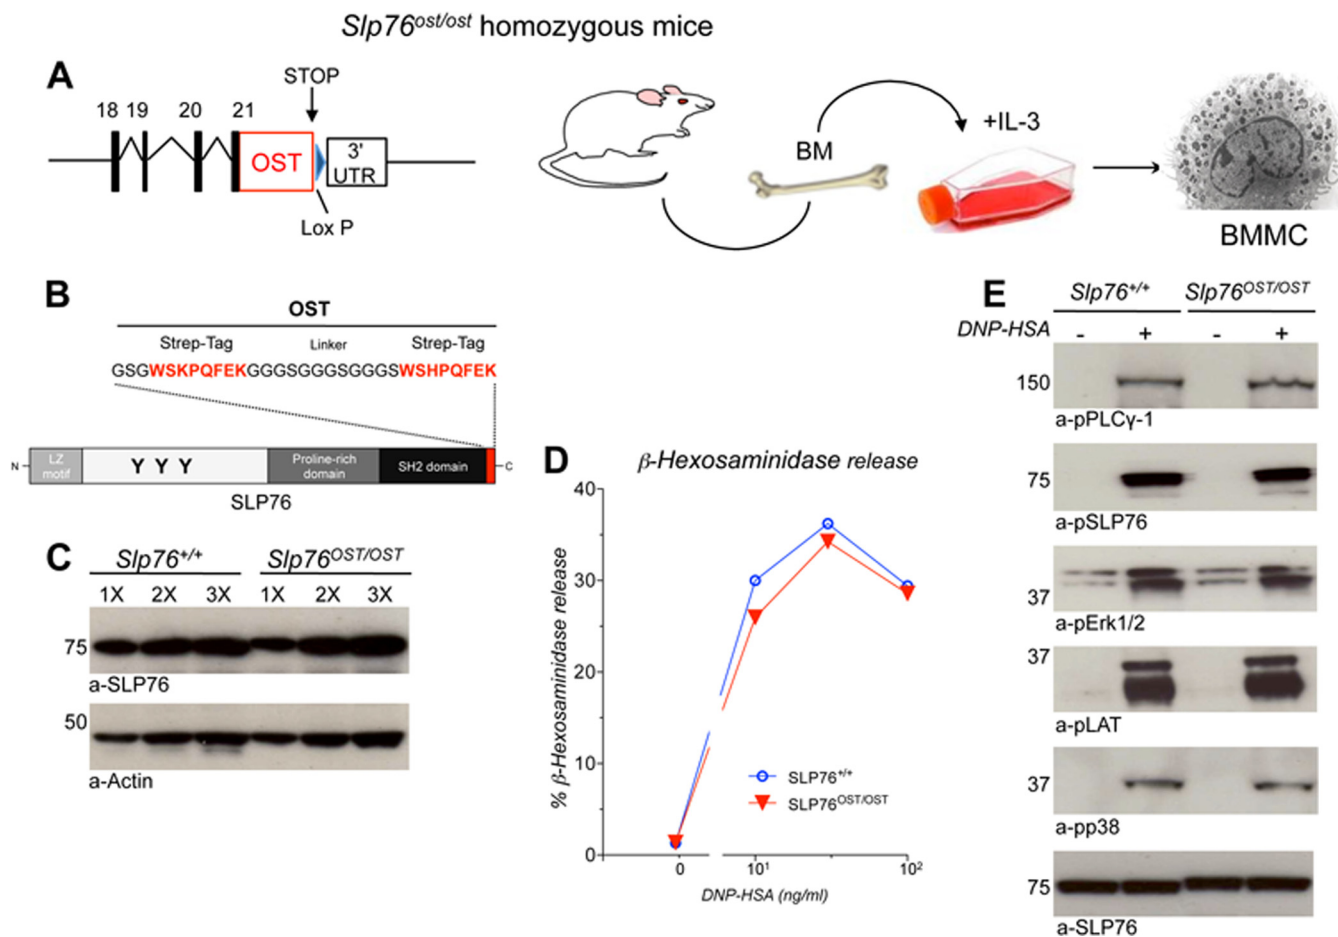 Slp76ost/ost homozygous mice
A
STOP
18 19 20 21
OST
3'
UTR
Lox P
BM
+IL-3
BMMC
B
OST
Strep-Tag Linker Strep-Tag
GSGWSKPQFEKGGGSGGGSGGGSWSHPQFEK
LZ
motif
Y Y Y
Proline-rich
domain
SH2 domain
N
C
SLP76
C
Slp76+/+ Slp76OST/OST
1X 2X 3X 1X 2X 3X
75
a-SLP76
50
a-Actin
D
β-Hexosaminidase release
% β-Hexosaminidase release
40
30
20
10
0
SLP76+/+
SLP76OST/OST
0 10¹ 10²
DNP-HSA (ng/ml)
E
Slp76+/+ Slp76OST/OST
DNP-HSA - + - +
150
a-pPLCγ-1
75
a-pSLP76
37
a-pErk1/2
37
a-pLAT
37
a-pp38
75
a-SLP76